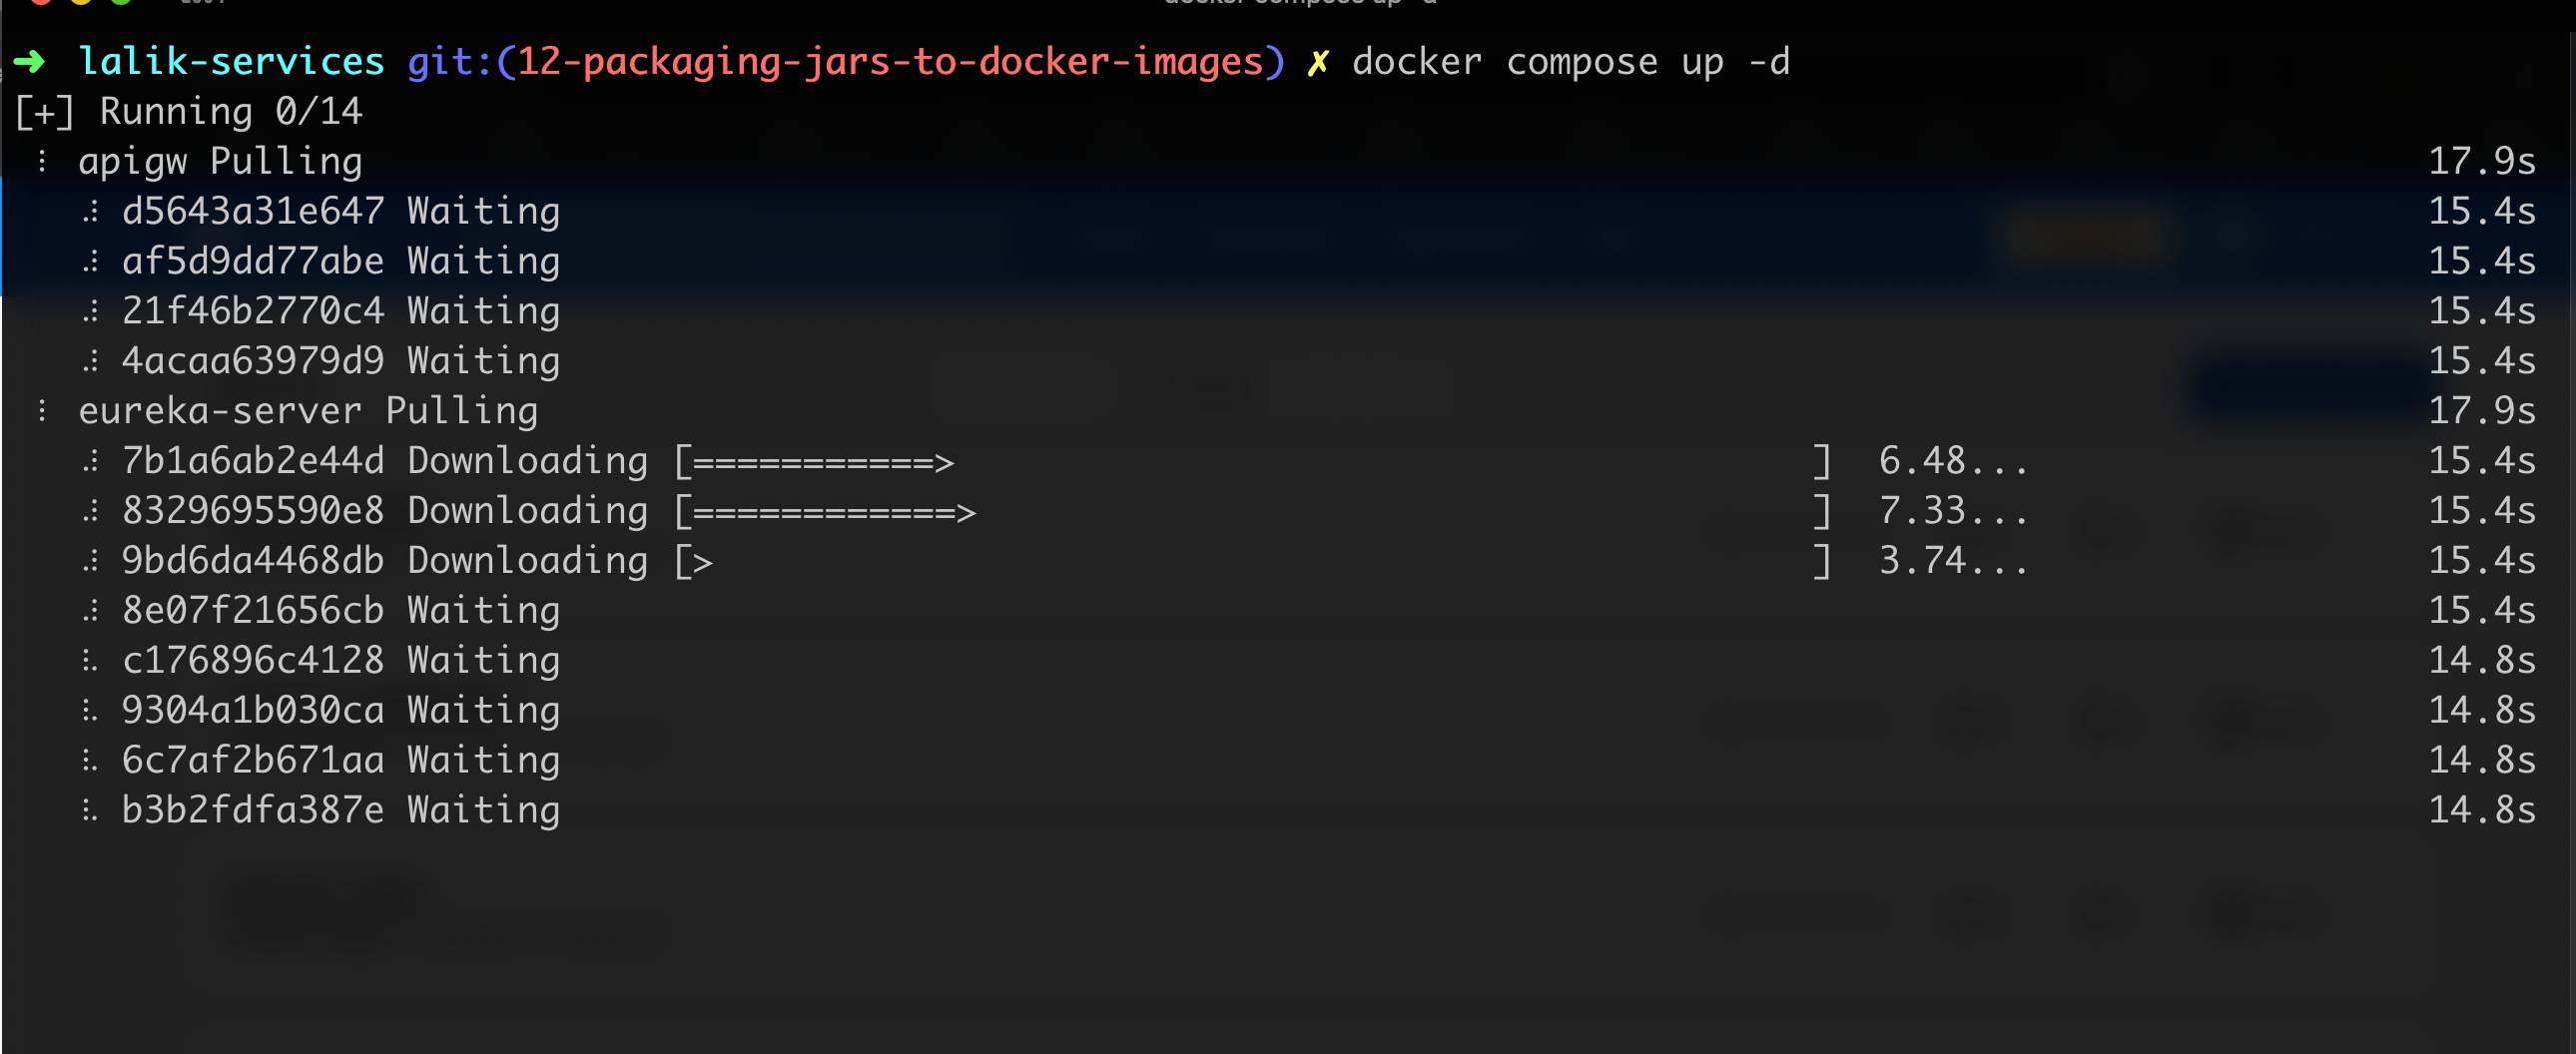 ➜ lalik-services git:(12-packaging-jars-to-docker-images) ✗ docker compose up -d
[+] Running 0/14
⠸ apigw Pulling 17.9s
⠼ d5643a31e647 Waiting 15.4s
⠼ af5d9dd77abe Waiting 15.4s
⠼ 21f46b2770c4 Waiting 15.4s
⠼ 4acaa63979d9 Waiting 15.4s
⠸ eureka-server Pulling 17.9s
⠼ 7b1a6ab2e44d Downloading [===========> ] 6.48... 15.4s
⠼ 8329695590e8 Downloading [============> ] 7.33... 15.4s
⠼ 9bd6da4468db Downloading [> ] 3.74... 15.4s
⠼ 8e07f21656cb Waiting 15.4s
⠧ c176896c4128 Waiting 14.8s
⠧ 9304a1b030ca Waiting 14.8s
⠧ 6c7af2b671aa Waiting 14.8s
⠧ b3b2fdfa387e Waiting 14.8s